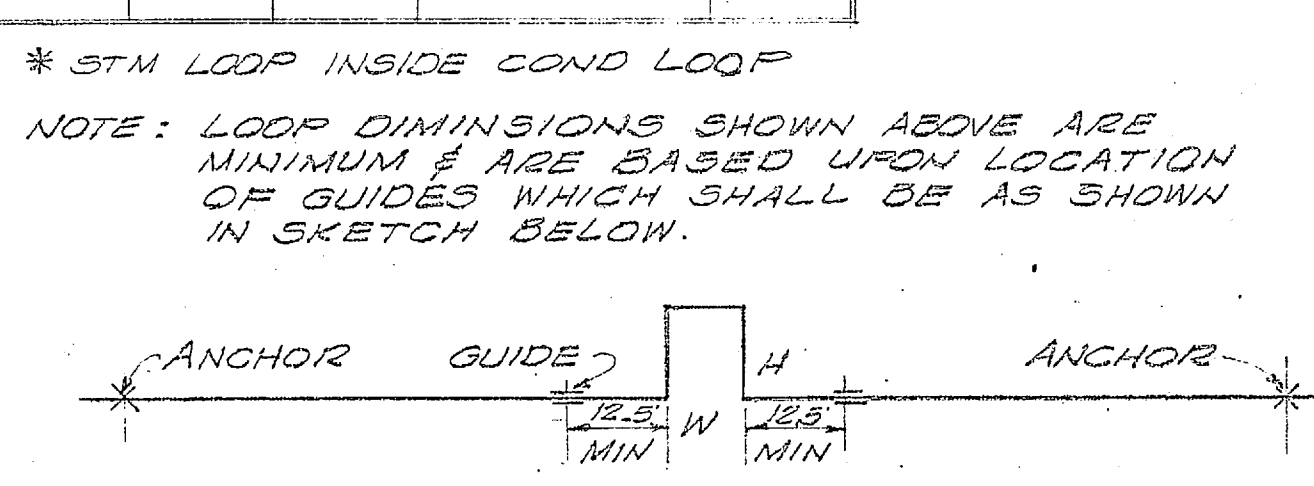 * STM LOOP INSIDE COND LOOP
NOTE: LOOP DIMINSIONS SHOWN ABOVE ARE
MINIMUM & ARE BASED UPON LOCATION
OF GUIDES WHICH SHALL BE AS SHOWN
IN SKETCH BELOW.
ANCHOR GUIDE H ANCHOR
12.5' W 12.5'
MIN MIN